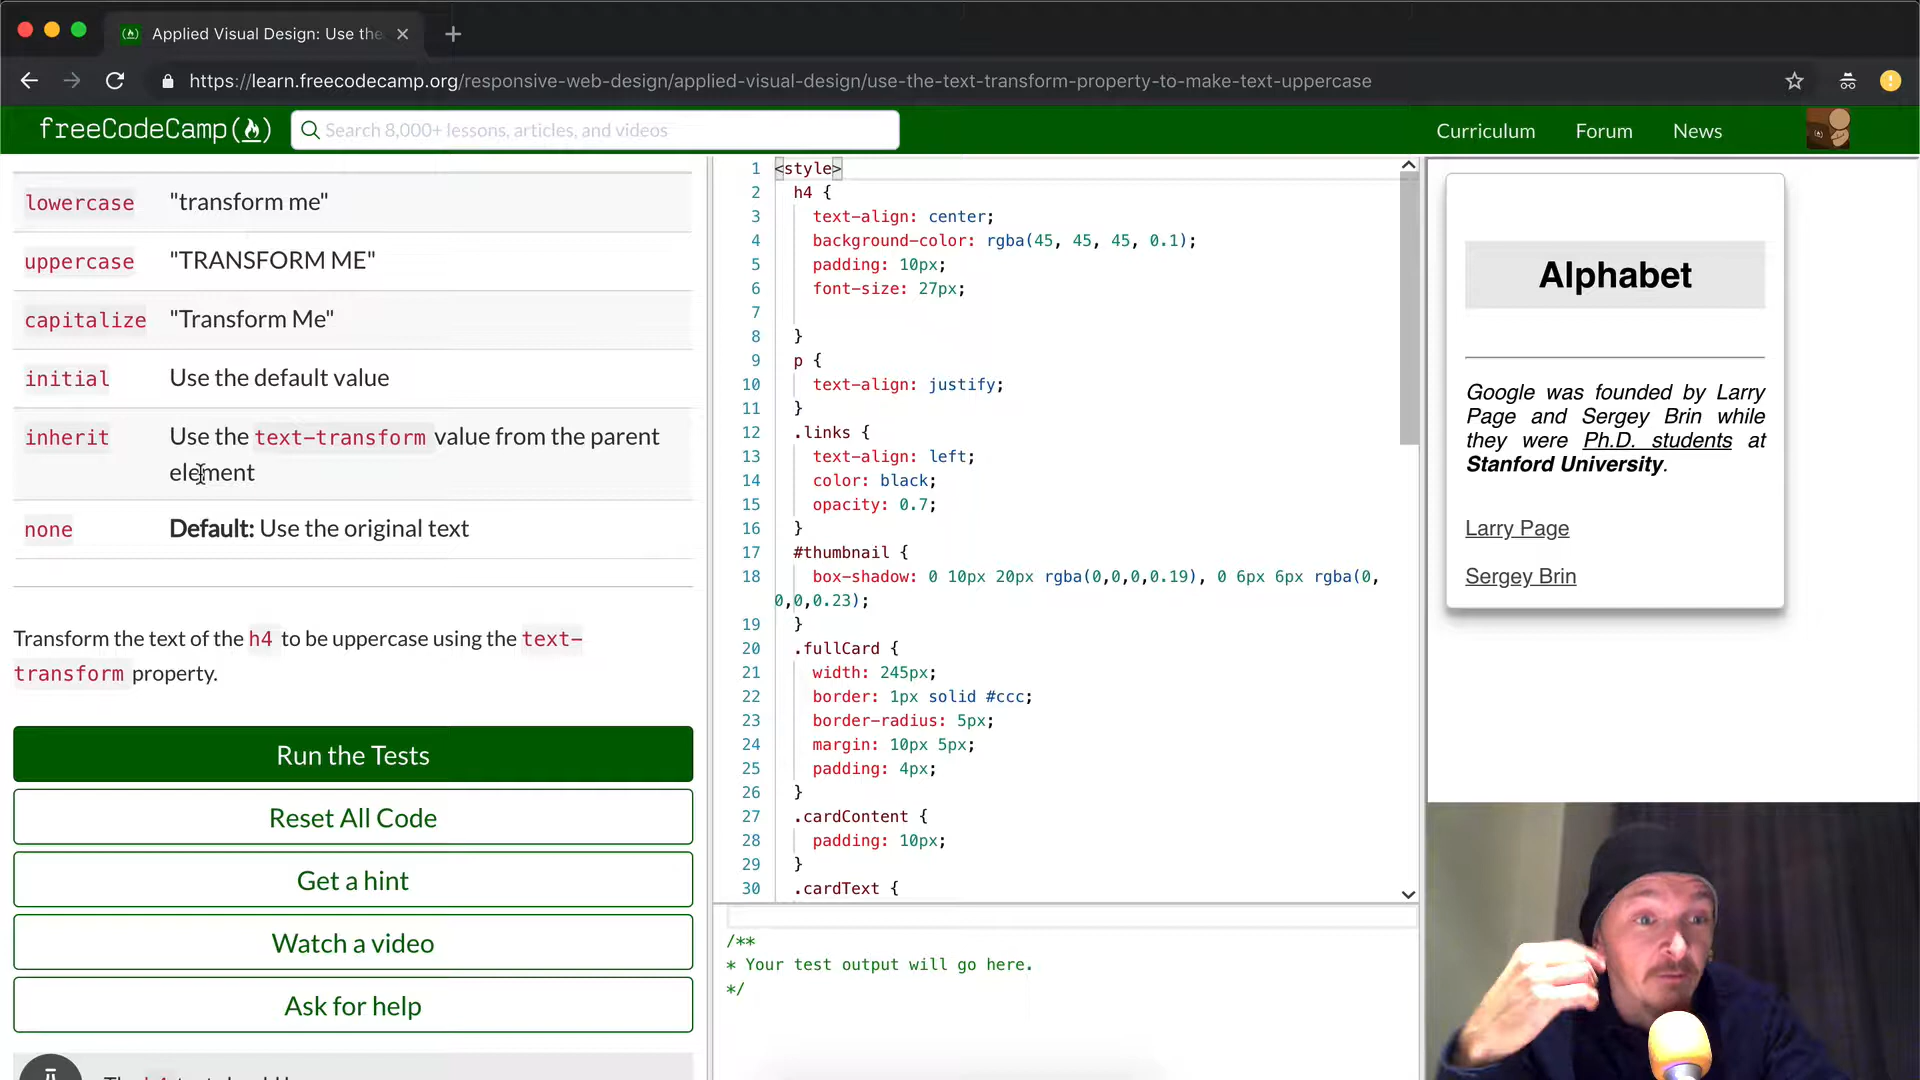 Applied Visual Design: Use the
https://learn.freecodecamp.org/responsive-web-design/applied-visual-design/use-the-text-transform-property-to-make-text-uppercase
freeCodeCamp
Search 8,000+ lessons, articles, and videos
Curriculum Forum News
lowercase "transform me"
uppercase "TRANSFORM ME"
capitalize "Transform Me"
initial Use the default value
inherit Use the text-transform value from the parent
element
none Default: Use the original text
Transform the text of the h4 to be uppercase using the text-
transform property.
Run the Tests
Reset All Code
Get a hint
Watch a video
Ask for help
1 <style>
2 h4 {
3 text-align: center;
4 background-color: rgba(45, 45, 45, 0.1);
5 padding: 10px;
6 font-size: 27px;
7
8 }
9 p {
10 text-align: justify;
11 }
12 .links {
13 text-align: left;
14 color: black;
15 opacity: 0.7;
16 }
17 #thumbnail {
18 box-shadow: 0 10px 20px rgba(0,0,0,0.19), 0 6px 6px rgba(0,
0,0,0.23);
19 }
20 .fullCard {
21 width: 245px;
22 border: 1px solid #ccc;
23 border-radius: 5px;
24 margin: 10px 5px;
25 padding: 4px;
26 }
27 .cardContent {
28 padding: 10px;
29 }
30 .cardText {
/**
* Your test output will go here.
*/
Alphabet
Google was founded by Larry
Page and Sergey Brin while
they were Ph.D. students at
Stanford University.
Larry Page
Sergey Brin